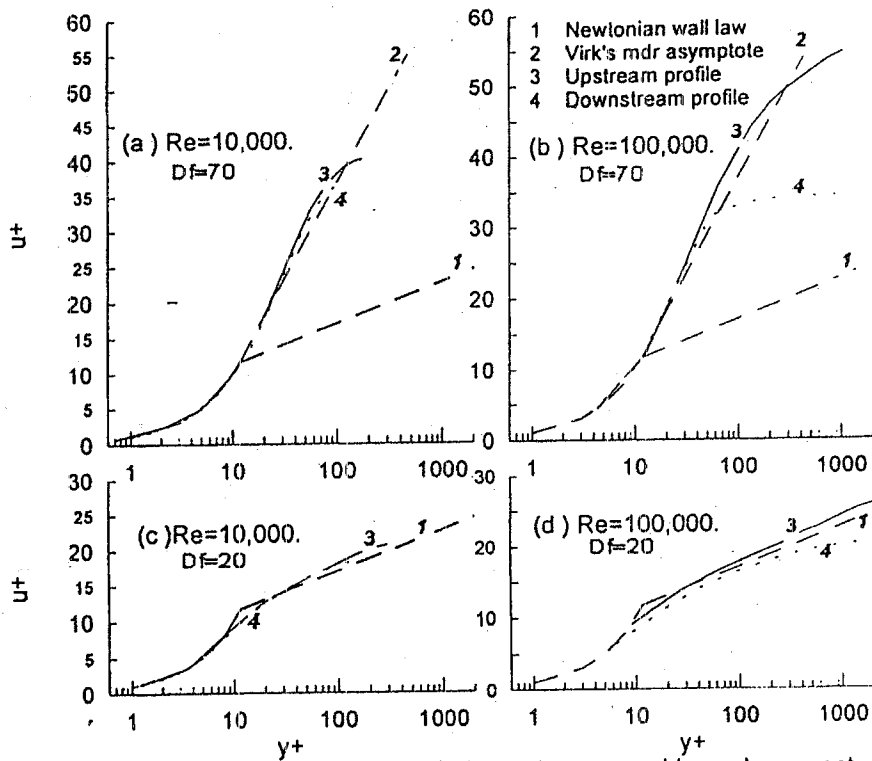 1 Newtonian wall law
2 Virk's mdr asymptote
3 Upstream profile
4 Downstream profile
u+
60
55
50
45
40
35
30
25
20
15
10
5
0
(a) Re=10,000.
Df=70
2
3
4
1
1 10 100 1000
60
50
40
30
20
10
0
(b) Re=100,000.
Df=70
2
3
4
1
1 10 100 1000
u+
30
25
20
15
10
5
0
(c) Re=10,000.
Df=20
3
1
4
1 10 100 1000
y+
30
20
10
0
(d) Re=100,000.
Df=20
3
1
4
1 10 100 1000
y+